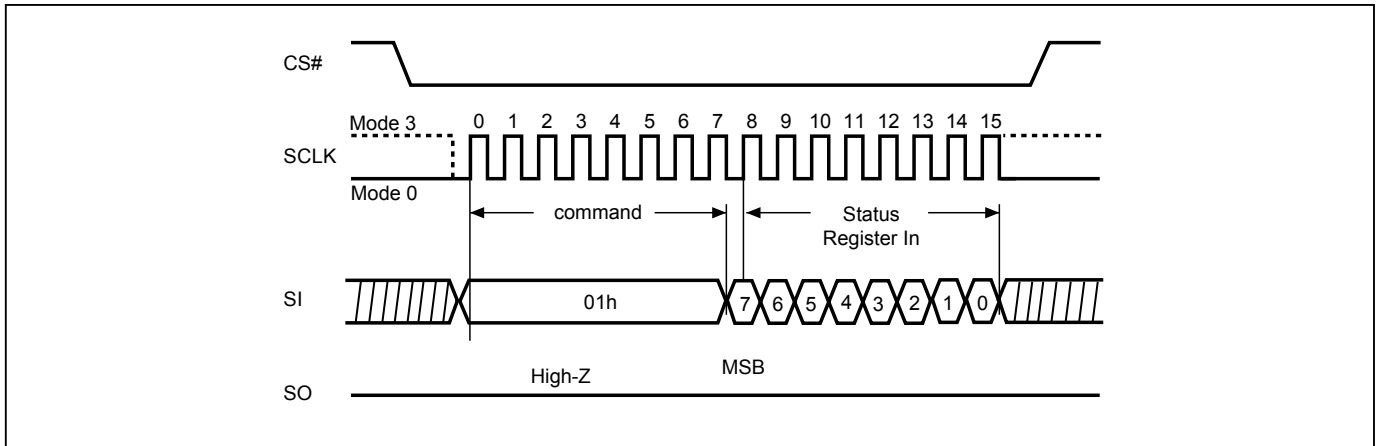 CS#
Mode 3
0 1 2 3 4 5 6 7 8 9 10 11 12 13 14 15
SCLK
Mode 0
command
Status
Register In
SI
01h
7 6 5 4 3 2 1 0
High-Z
MSB
SO